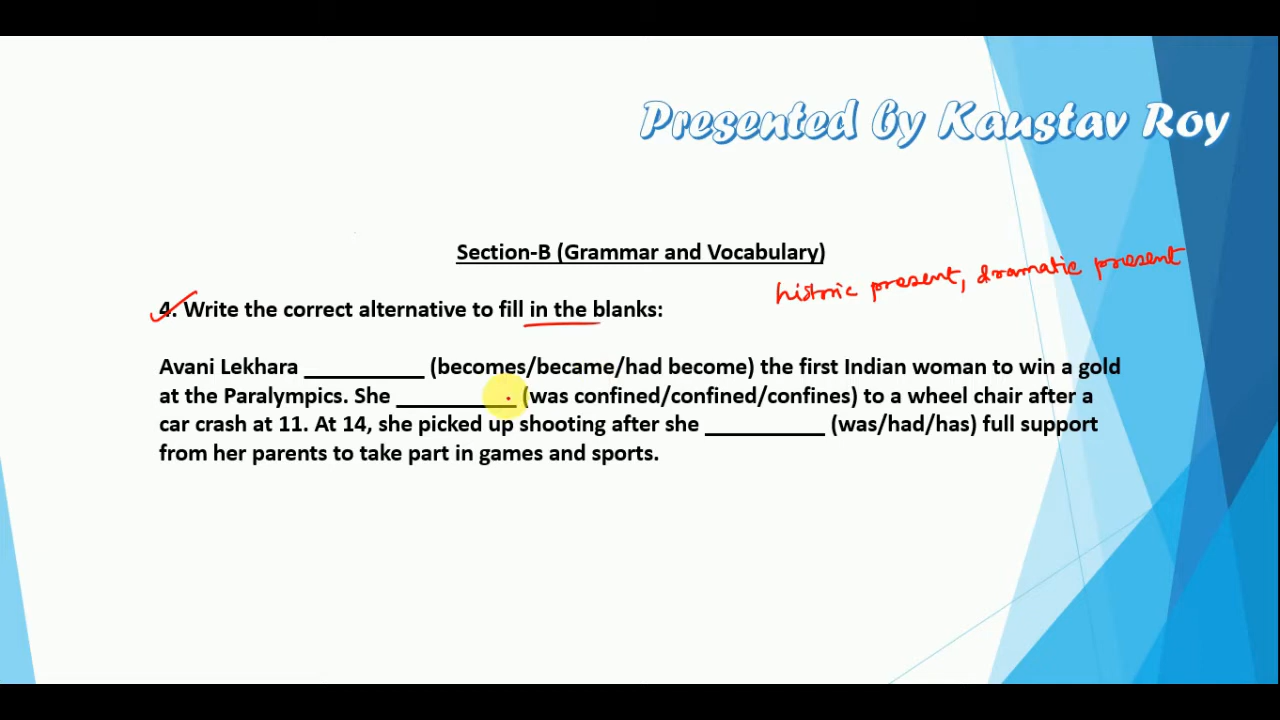 Presented by Kaustav Roy
Section-B (Grammar and Vocabulary)
historic present, dramatic present
4. Write the correct alternative to fill in the blanks:
Avani Lekhara __________ (becomes/became/had become) the first Indian woman to win a gold
at the Paralympics. She __________ (was confined/confined/confines) to a wheel chair after a
car crash at 11. At 14, she picked up shooting after she __________ (was/had/has) full support
from her parents to take part in games and sports.